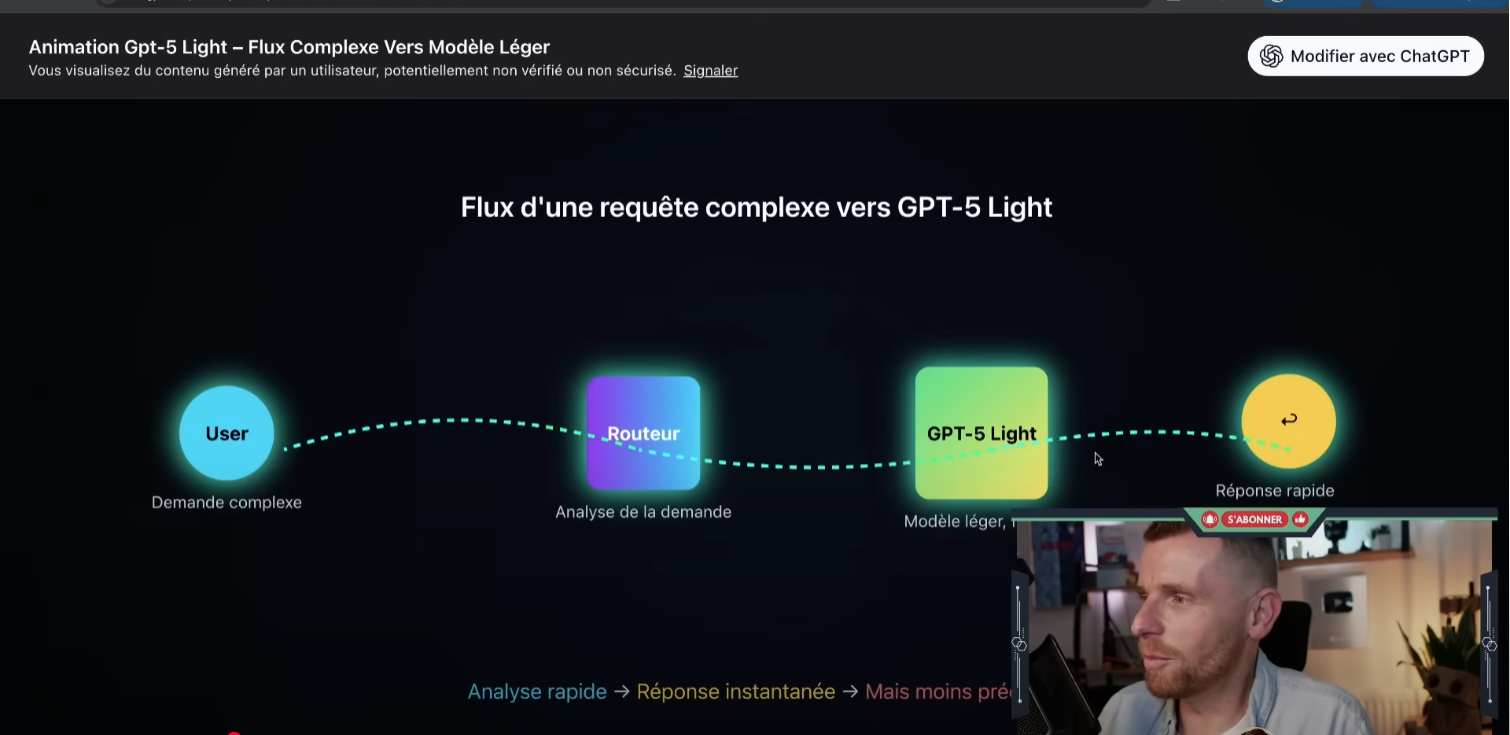 Animation Gpt-5 Light – Flux Complexe Vers Modèle Léger
Vous visualisez du contenu généré par un utilisateur, potentiellement non vérifié ou non sécurisé. Signaler
Modifier avec ChatGPT
Flux d'une requête complexe vers GPT-5 Light
User
Routeur
GPT-5 Light
↩
Demande complexe
Analyse de la demande
Modèle léger,
Réponse rapide
S'ABONNER
Analyse rapide → Réponse instantanée → Mais moins